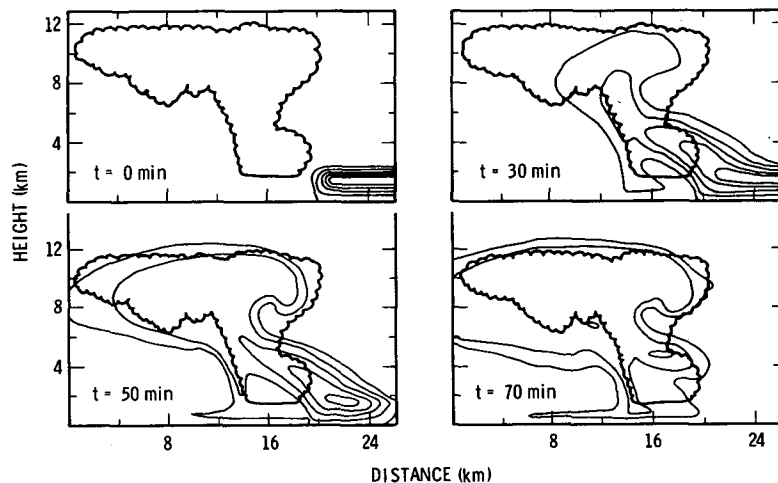 12
8
4
t = 0 min
t = 30 min
HEIGHT (km)
12
8
4
t = 50 min
t = 70 min
8 16 24 8 16 24
DISTANCE (km)